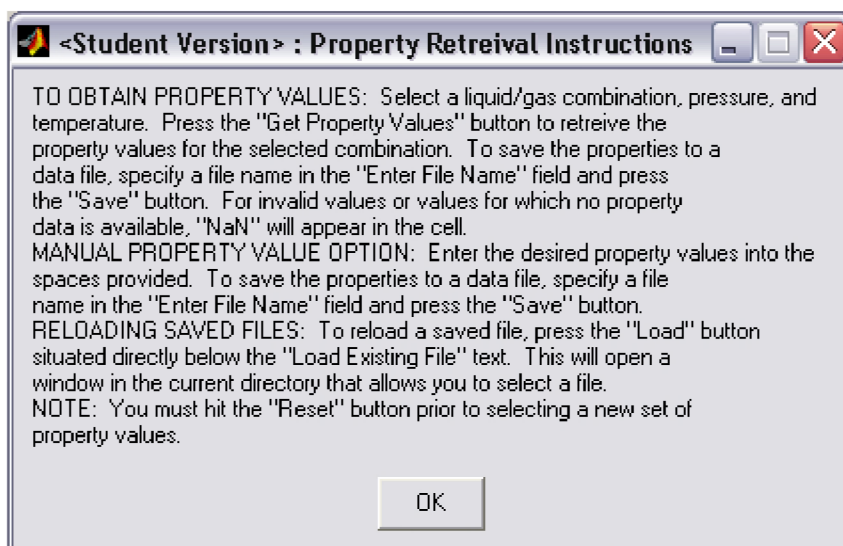 <Student Version> : Property Retreival Instructions
TO OBTAIN PROPERTY VALUES:  Select a liquid/gas combination, pressure, and
temperature.  Press the "Get Property Values" button to retreive the
property values for the selected combination.  To save the properties to a
data file, specify a file name in the "Enter File Name" field and press
the "Save" button.  For invalid values or values for which no property
data is available, "NaN" will appear in the cell.
MANUAL PROPERTY VALUE OPTION:  Enter the desired property values into the
spaces provided.  To save the properties to a data file, specify a file
name in the "Enter File Name" field and press the "Save" button.
RELOADING SAVED FILES:  To reload a saved file, press the "Load" button
situated directly below the "Load Existing File" text.  This will open a
window in the current directory that allows you to select a file.
NOTE:  You must hit the "Reset" button prior to selecting a new set of
property values.
OK